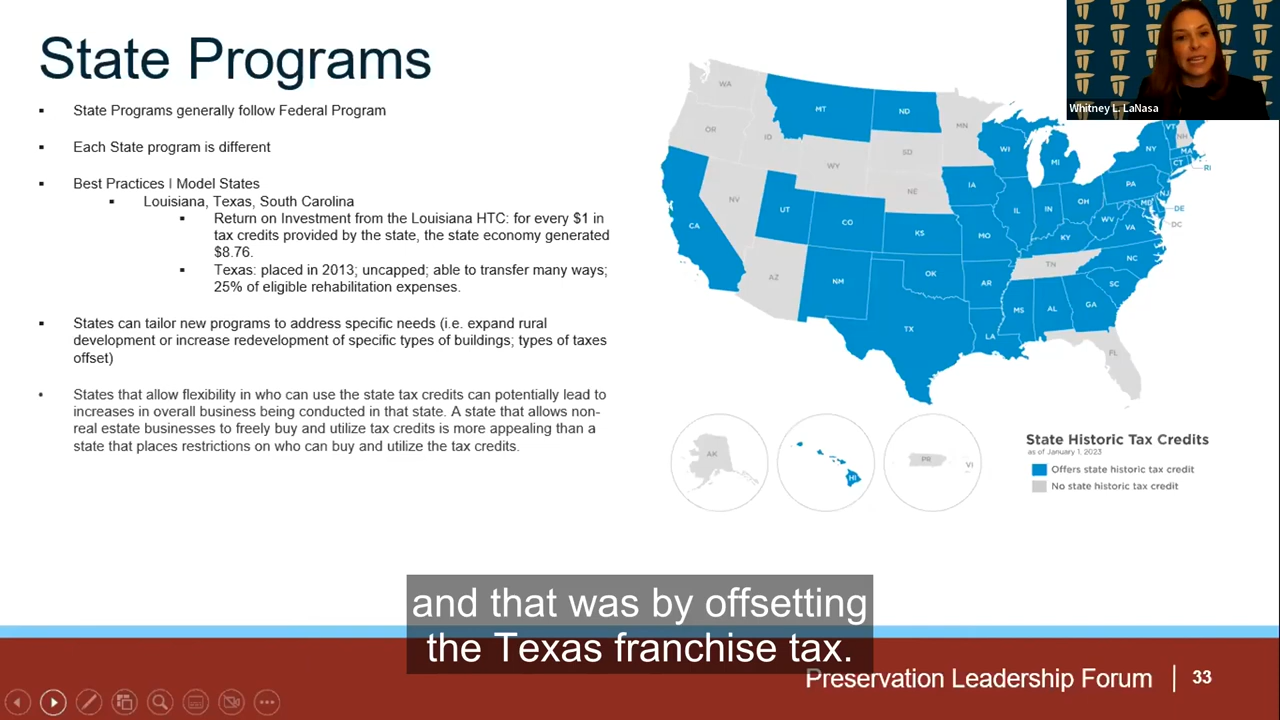 State Programs
▪ State Programs generally follow Federal Program
▪ Each State program is different
▪ Best Practices | Model States
▪ Louisiana, Texas, South Carolina
▪ Return on Investment from the Louisiana HTC: for every $1 in
tax credits provided by the state, the state economy generated
$8.76.
▪ Texas: placed in 2013; uncapped; able to transfer many ways;
25% of eligible rehabilitation expenses.
▪ States can tailor new programs to address specific needs (i.e. expand rural
development or increase redevelopment of specific types of buildings; types of taxes
offset)
• States that allow flexibility in who can use the state tax credits can potentially lead to
increases in overall business being conducted in that state. A state that allows non-
real estate businesses to freely buy and utilize tax credits is more appealing than a
state that places restrictions on who can buy and utilize the tax credits.
Whitney L. LaNasa
WA
MT
ND
MN
OR
ID
SD
WI
MI
VT
NH
NY
MA
CT
RI
WY
NE
IA
PA
NJ
NV
UT
CO
IL
IN
OH
MD
DE
DC
CA
KS
MO
WV
VA
KY
AZ
NM
OK
AR
TN
NC
SC
TX
LA
MS
AL
GA
FL
AK
HI
PR
VI
State Historic Tax Credits
as of January 1, 2023
Offers state historic tax credit
No state historic tax credit
and that was by offsetting
the Texas franchise tax.
Preservation Leadership Forum | 33